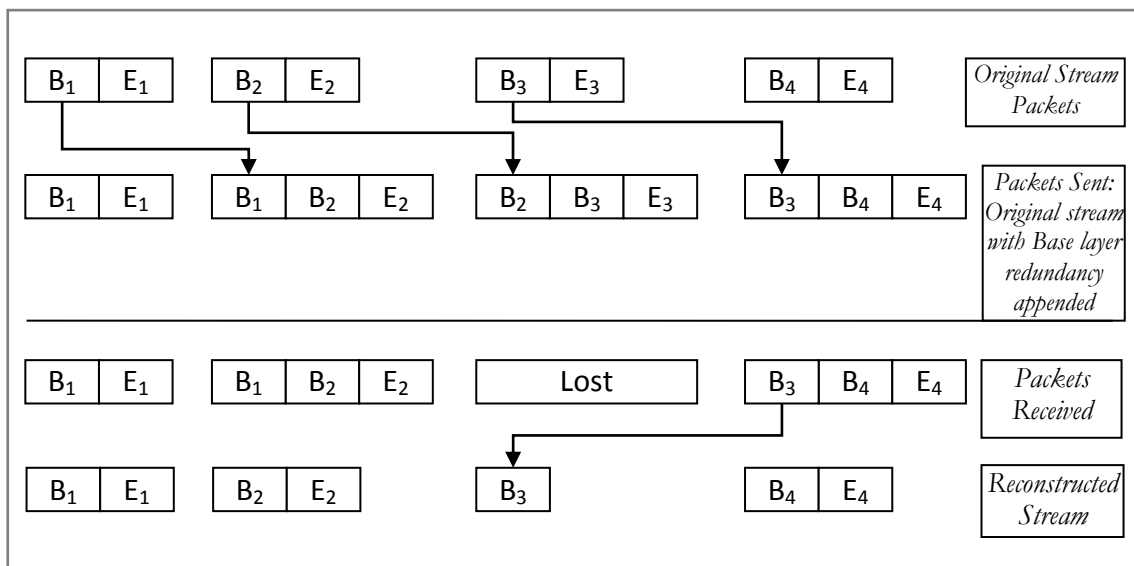 B₁ E₁ B₂ E₂ B₃ E₃ B₄ E₄
Original Stream
Packets
B₁ E₁ B₁ B₂ E₂ B₂ B₃ E₃ B₃ B₄ E₄
Packets Sent:
Original stream
with Base layer
redundancy
appended
B₁ E₁ B₁ B₂ E₂ Lost B₃ B₄ E₄
Packets
Received
B₁ E₁ B₂ E₂ B₃ B₄ E₄
Reconstructed
Stream